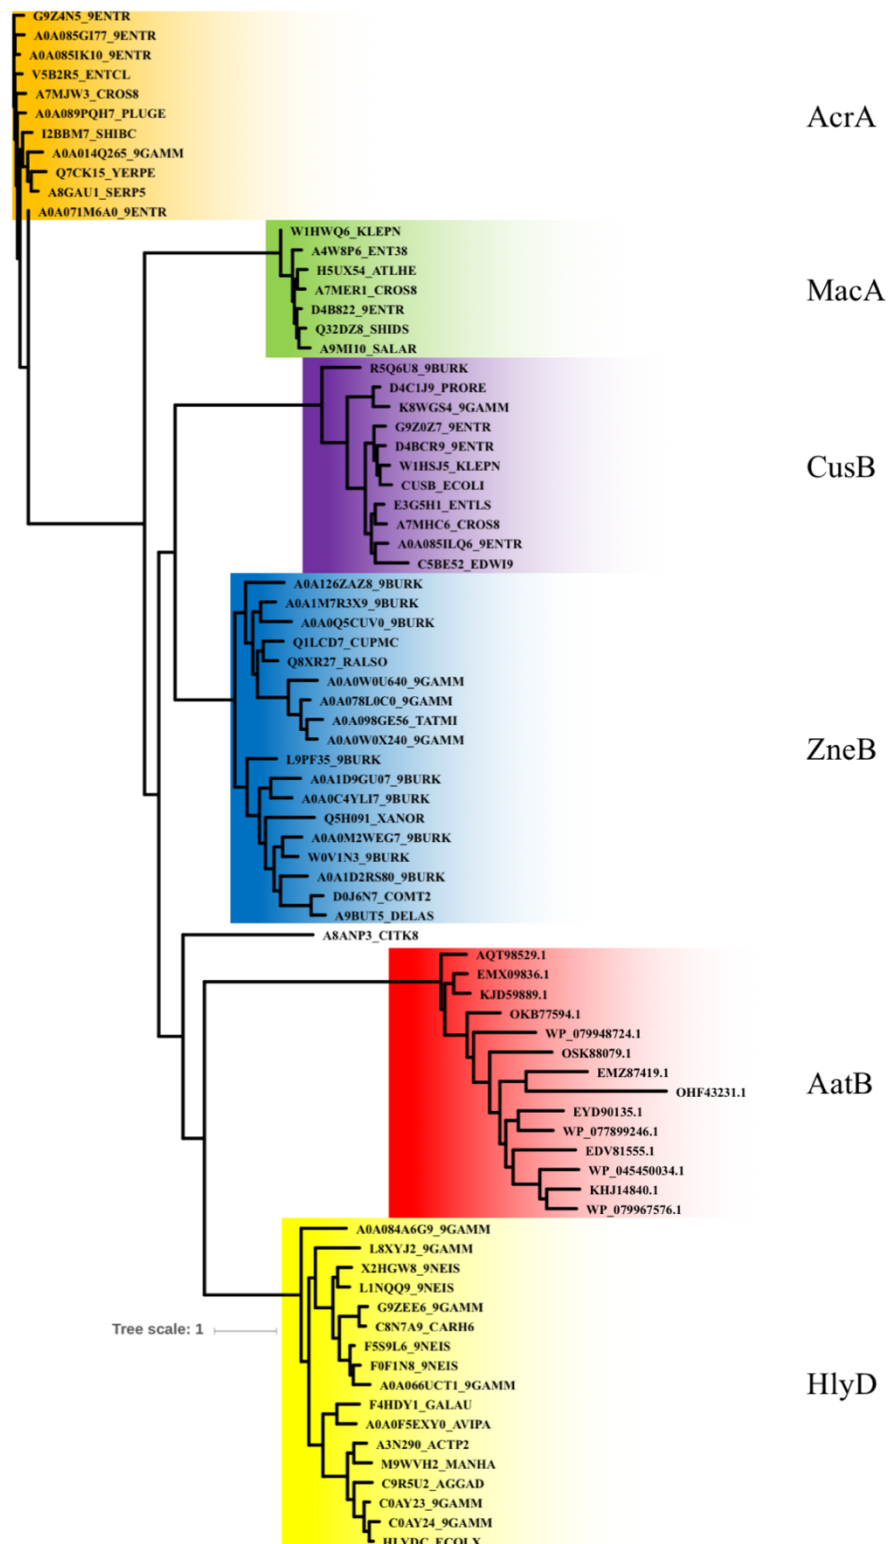 G9Z4N5_9ENTR
A0A085GI77_9ENTR
A0A085IK10_9ENTR
V5B2R5_ENTCL
A7MJW3_CROS8
A0A089PQH7_PLUGE
I2BBM7_SHIBC
A0A014Q265_9GAMM
Q7CK15_YERPE
A8GAU1_SERP5
A0A071M6A0_9ENTR
AcrA
W1HWQ6_KLEPN
A4W8P6_ENT38
H5UX54_ATLHE
A7MER1_CROS8
D4B822_9ENTR
Q32DZ8_SHIDS
A9MI10_SALAR
MacA
R5Q6U8_9BURK
D4C1J9_PRORE
K8WGS4_9GAMM
G9Z0Z7_9ENTR
D4BCR9_9ENTR
W1HSJ5_KLEPN
CUSB_ECOLI
E3G5H1_ENTLS
A7MHC6_CROS8
A0A085ILQ6_9ENTR
C5BE52_EDWI9
CusB
A0A126ZAZ8_9BURK
A0A1M7R3X9_9BURK
A0A0Q5CUV0_9BURK
Q1LCD7_CUPMC
Q8XR27_RALSO
A0A0W0U640_9GAMM
A0A078L0C0_9GAMM
A0A098GE56_TATMI
A0A0W0X240_9GAMM
L9PF35_9BURK
A0A1D9GU07_9BURK
A0A0C4YLI7_9BURK
Q5H091_XANOR
A0A0M2WEG7_9BURK
W0V1N3_9BURK
A0A1D2RS80_9BURK
D0J6N7_COMT2
A9BUT5_DELAS
ZneB
A8ANP3_CITK8
AQT98529.1
EMX09836.1
KJD59889.1
OKB77594.1
WP_079948724.1
OSK88079.1
EMZ87419.1
OHF43231.1
EYD90135.1
WP_077899246.1
EDV81555.1
WP_045450034.1
KHJ14840.1
WP_079967576.1
AatB
A0A084A6G9_9GAMM
L8XYJ2_9GAMM
X2HGW8_9NEIS
L1NQQ9_9NEIS
G9ZEE6_9GAMM
C8N7A9_CARH6
Tree scale: 1
F5S9L6_9NEIS
F0F1N8_9NEIS
A0A066UCT1_9GAMM
F4HDY1_GALAU
A0A0F5EXY0_AVIPA
A3N290_ACTP2
M9WVH2_MANHA
C9R5U2_AGGAD
C0AY23_9GAMM
C0AY24_9GAMM
HLYDC_ECOLX
HlyD